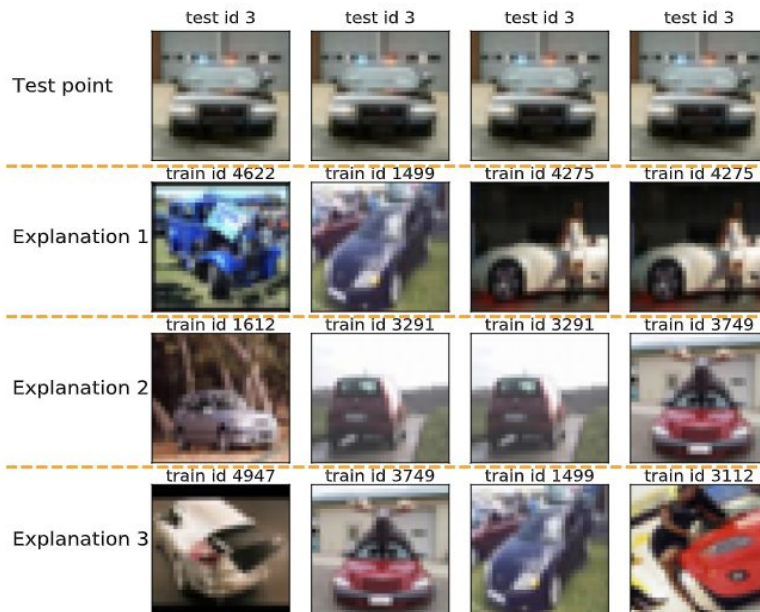 test id 3 test id 3 test id 3 test id 3
Test point
train id 4622 train id 1499 train id 4275 train id 4275
Explanation 1
train id 1612 train id 3291 train id 3291 train id 3749
Explanation 2
train id 4947 train id 3749 train id 1499 train id 3112
Explanation 3